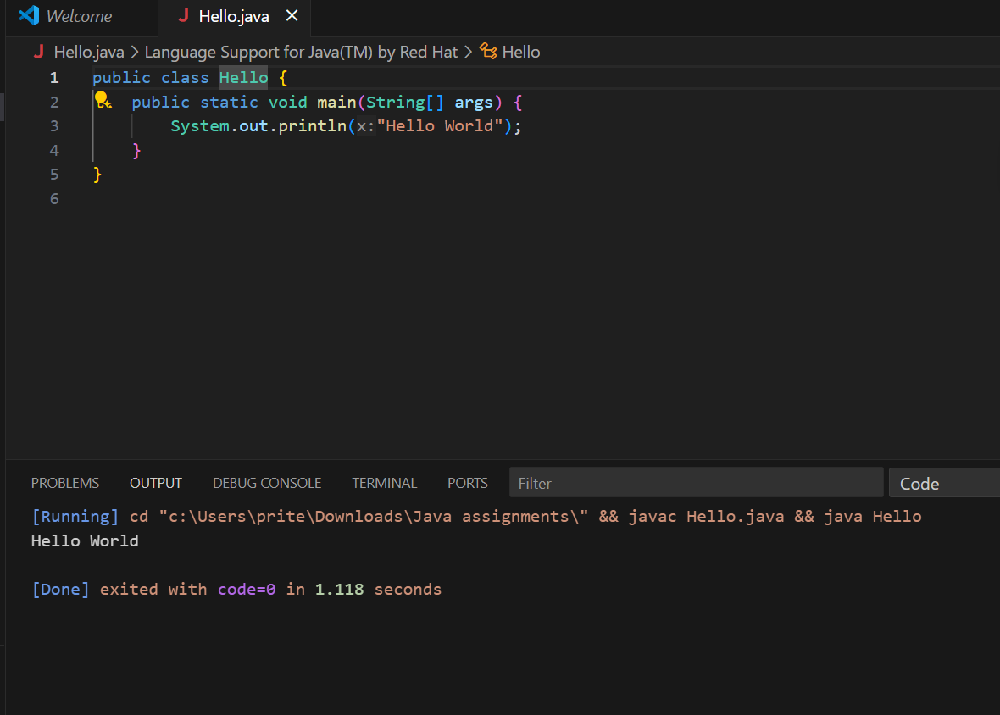 Welcome
J Hello.java ×
J Hello.java > Language Support for Java(TM) by Red Hat > Hello
1 public class Hello {
2     public static void main(String[] args) {
3         System.out.println(x:"Hello World");
4     }
5 }
6
PROBLEMS OUTPUT DEBUG CONSOLE TERMINAL PORTS Filter Code
[Running] cd "c:\Users\prite\Downloads\Java assignments\" && javac Hello.java && java Hello
Hello World
[Done] exited with code=0 in 1.118 seconds